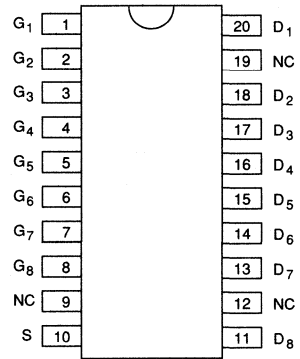 G1 1 20 D1
G2 2 19 NC
G3 3 18 D2
G4 4 17 D3
G5 5 16 D4
G6 6 15 D5
G7 7 14 D6
G8 8 13 D7
NC 9 12 NC
S 10 11 D8